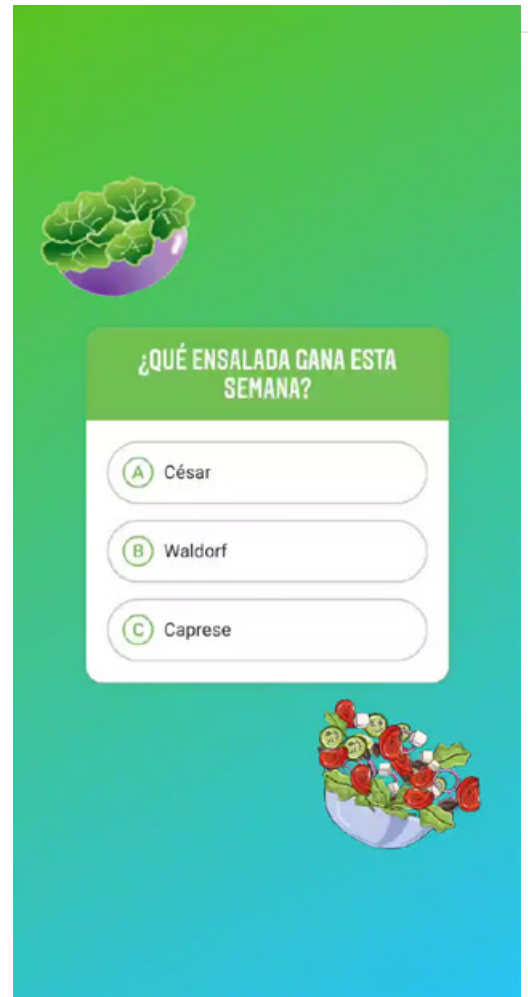 ¿QUÉ ENSALADA GANA ESTA
SEMANA?
A César
B Waldorf
C Caprese